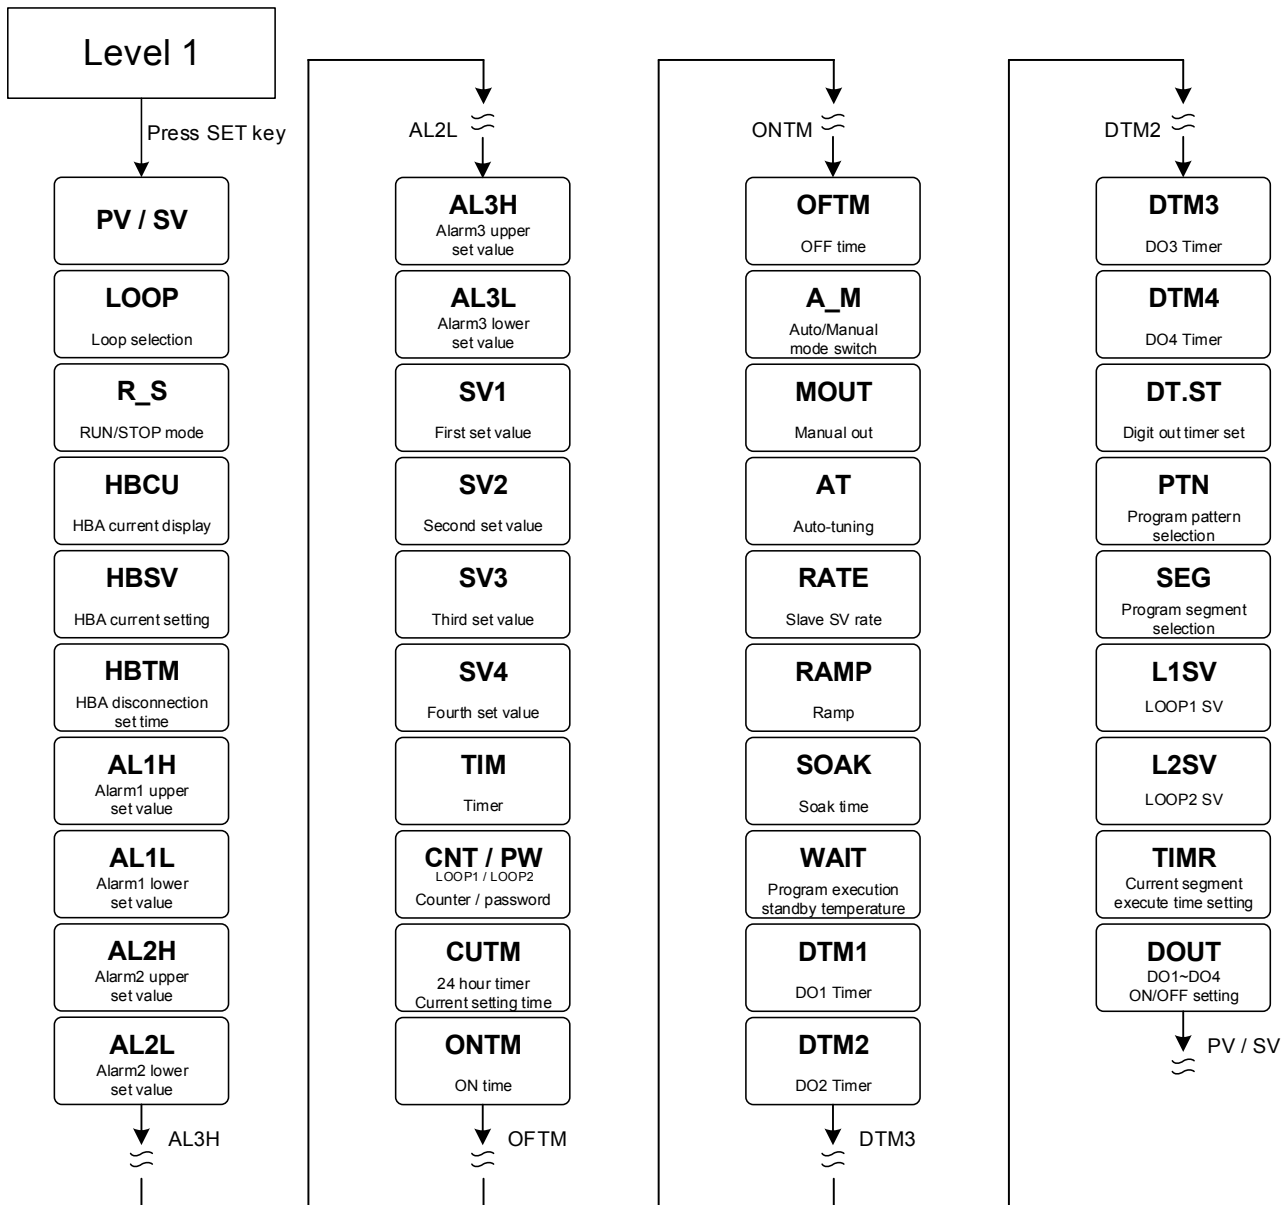 Level 1
Press SET key
PV / SV
LOOP
Loop selection
R_S
RUN/STOP mode
HBCU
HBA current display
HBSV
HBA current setting
HBTM
HBA disconnection
set time
AL1H
Alarm1 upper
set value
AL1L
Alarm1 lower
set value
AL2H
Alarm2 upper
set value
AL2L
Alarm2 lower
set value
AL3H
AL2L
AL3H
Alarm3 upper
set value
AL3L
Alarm3 lower
set value
SV1
First set value
SV2
Second set value
SV3
Third set value
SV4
Fourth set value
TIM
Timer
CNT / PW
LOOP1 / LOOP2
Counter / password
CUTM
24 hour timer
Current setting time
ONTM
ON time
OFTM
ONTM
OFTM
OFF time
A_M
Auto/Manual
mode switch
MOUT
Manual out
AT
Auto-tuning
RATE
Slave SV rate
RAMP
Ramp
SOAK
Soak time
WAIT
Program execution
standby temperature
DTM1
DO1 Timer
DTM2
DO2 Timer
DTM3
DTM2
DTM3
DO3 Timer
DTM4
DO4 Timer
DT.ST
Digit out timer set
PTN
Program pattern
selection
SEG
Program segment
selection
L1SV
LOOP1 SV
L2SV
LOOP2 SV
TIMR
Current segment
execute time setting
DOUT
DO1~DO4
ON/OFF setting
PV / SV